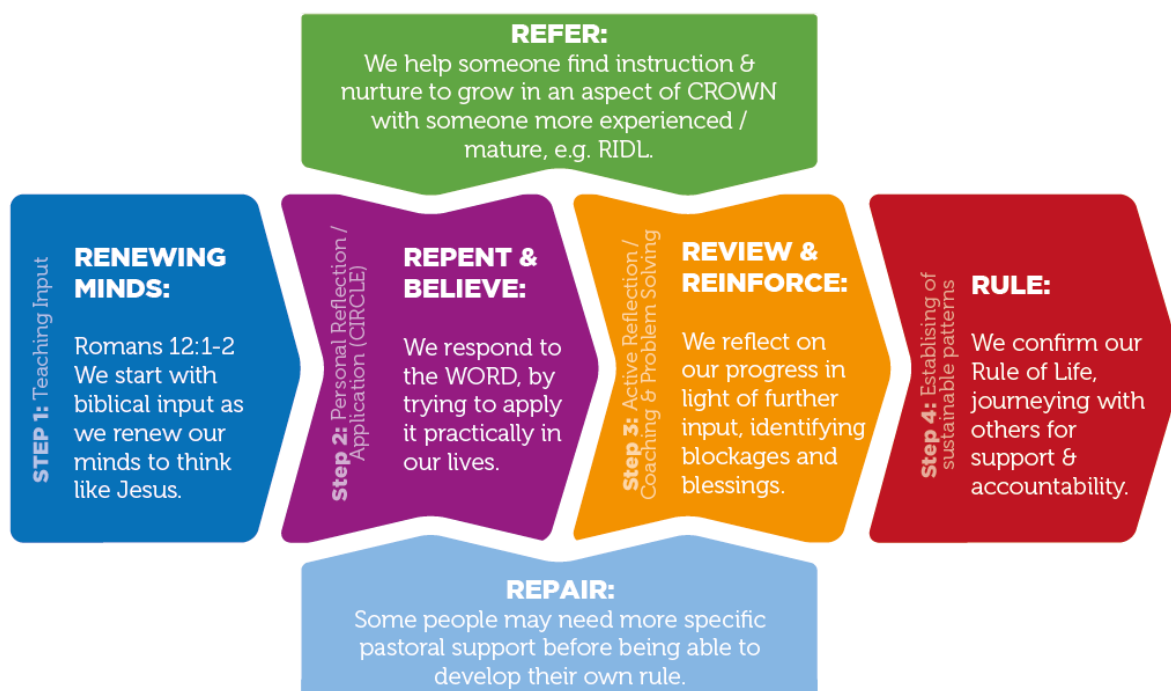 REFER:
We help someone find instruction &
nurture to grow in an aspect of CROWN
with someone more experienced /
mature, e.g. RIDL.
STEP 1: Teaching Input
RENEWING
MINDS:
Romans 12:1-2
We start with
biblical input as
we renew our
minds to think
like Jesus.
Step 2: Personal Reflection /
Application (CIRCLE)
REPENT &
BELIEVE:
We respond to
the WORD, by
trying to apply
it practically in
our lives.
Step 3: Active Reflection /
Coaching & Problem Solving
REVIEW &
REINFORCE:
We reflect on
our progress in
light of further
input, identifying
blockages and
blessings.
Step 4: Establising of
sustainable patterns
RULE:
We confirm our
Rule of Life,
journeying with
others for
support &
accountability.
REPAIR:
Some people may need more specific
pastoral support before being able to
develop their own rule.